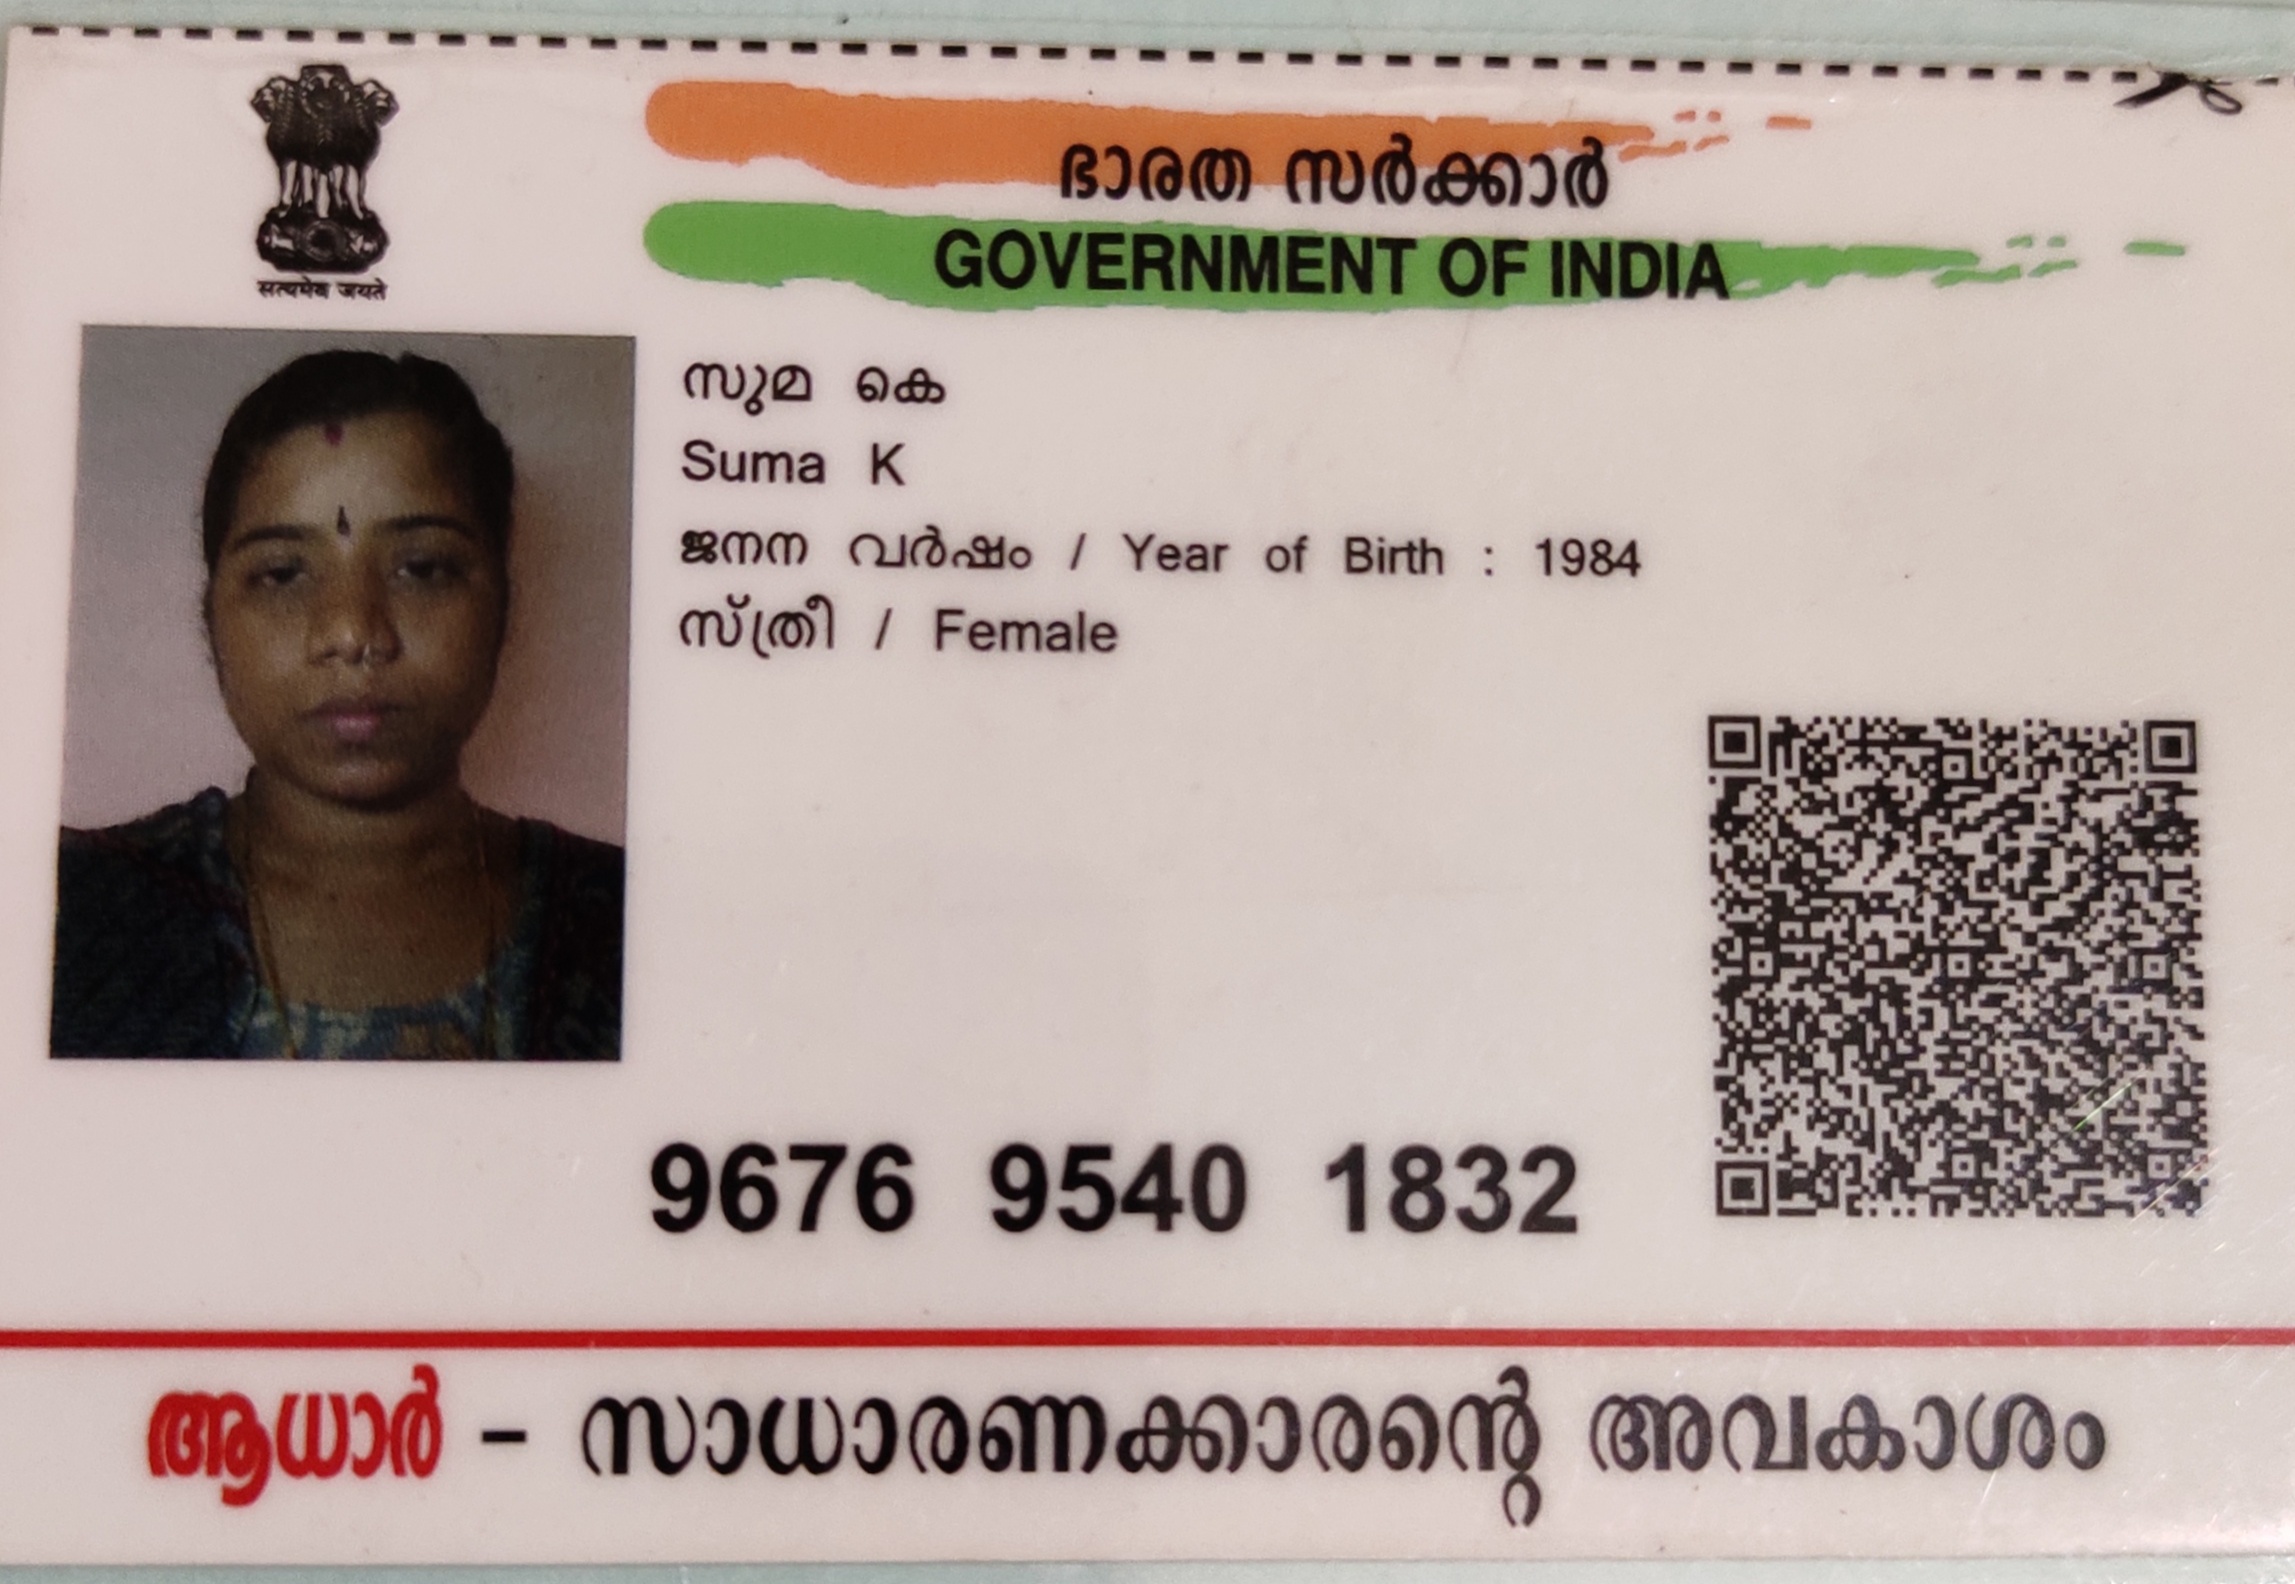 भारत സർക്കാർ
GOVERNMENT OF INDIA
सत्यमेव जयते
സുമ കെ
Suma K
ജനന വർഷം / Year of Birth : 1984
സ്ത്രീ / Female
9676 9540 1832
ആധാർ - സാധാരണക്കാരന്റെ അവകാശം